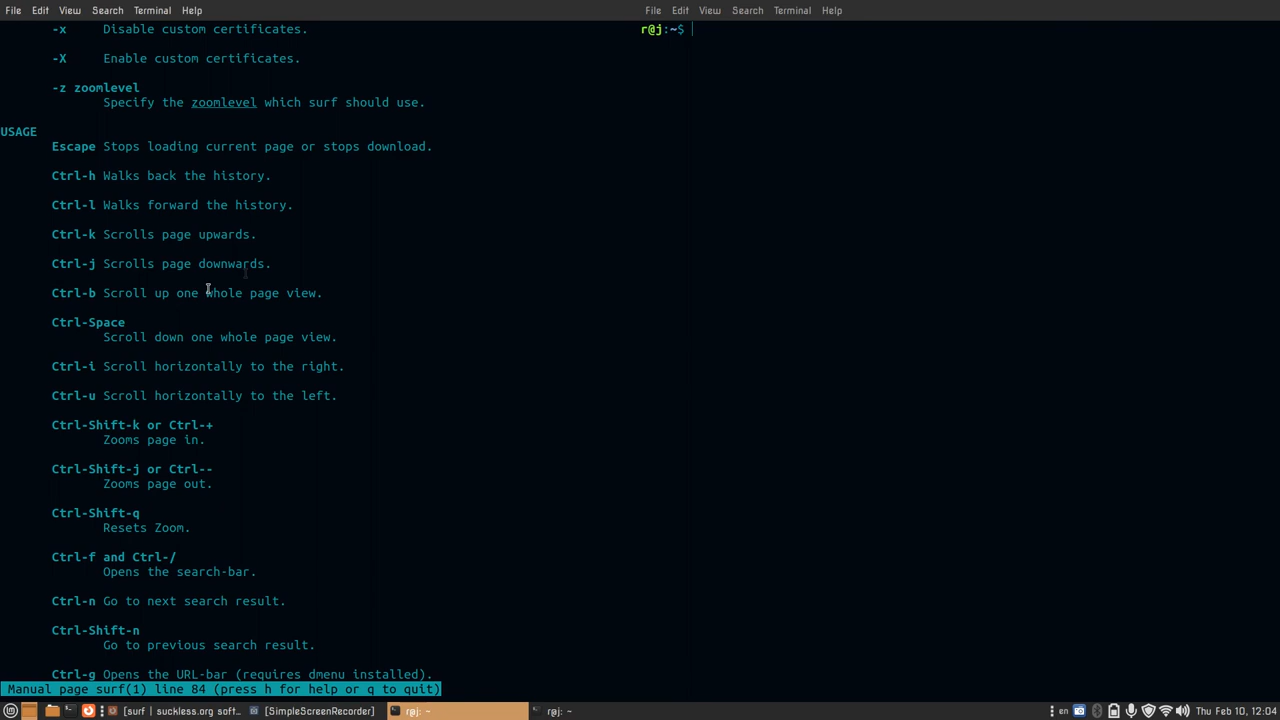 File Edit View Search Terminal Help
-x Disable custom certificates.
-X Enable custom certificates.
-z zoomlevel
Specify the zoomlevel which surf should use.
USAGE
Escape Stops loading current page or stops download.
Ctrl-h Walks back the history.
Ctrl-l Walks forward the history.
Ctrl-k Scrolls page upwards.
Ctrl-j Scrolls page downwards.
Ctrl-b Scroll up one whole page view.
Ctrl-Space
Scroll down one whole page view.
Ctrl-i Scroll horizontally to the right.
Ctrl-u Scroll horizontally to the left.
Ctrl-Shift-k or Ctrl-+
Zooms page in.
Ctrl-Shift-j or Ctrl--
Zooms page out.
Ctrl-Shift-q
Resets Zoom.
Ctrl-f and Ctrl-/
Opens the search-bar.
Ctrl-n Go to next search result.
Ctrl-Shift-n
Go to previous search result.
Ctrl-g Opens the URL-bar (requires dmenu installed).
Manual page surf(1) line 84 (press h for help or q to quit)
File Edit View Search Terminal Help
r@j:~$
[surf | suckless.org soft... [SimpleScreenRecorder] r@j: ~ r@j: ~ en Thu Feb 10, 12:04